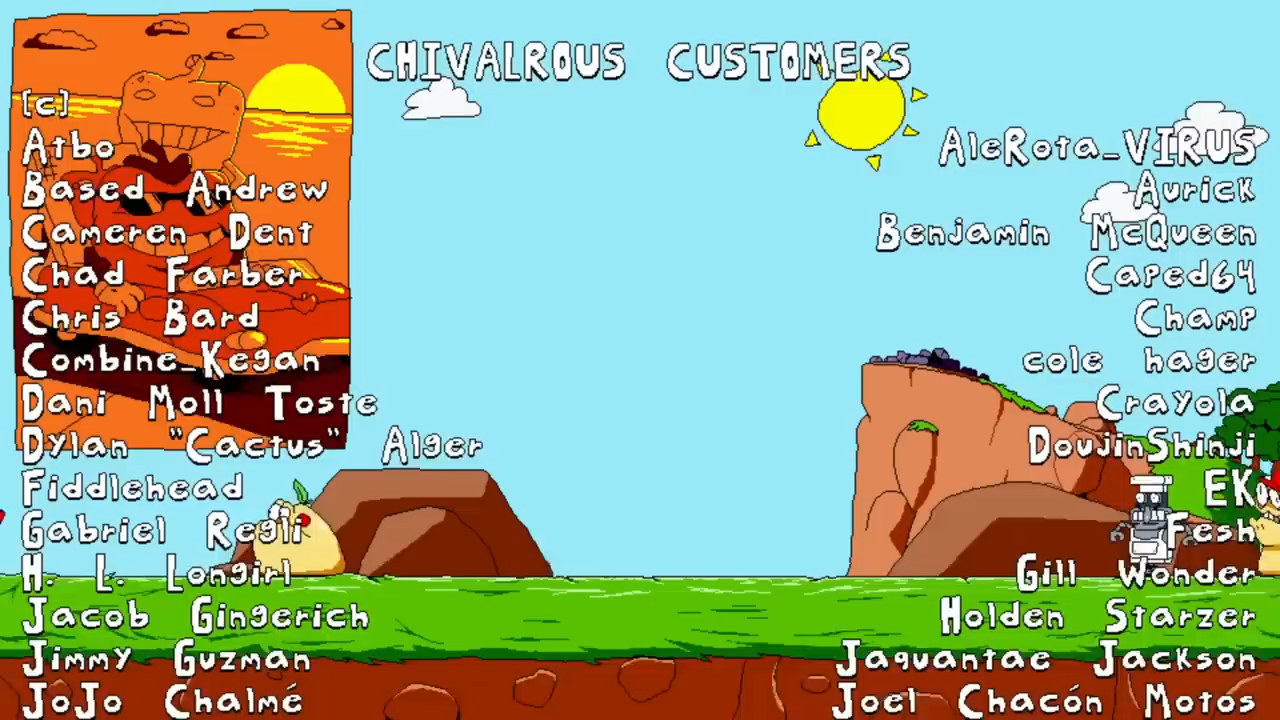 CHIVALROUS CUSTOMERS
[c]
Atbo
Based Andrew
Cameren Dent
Chad Farber
Chris Bard
Combine_Kegan
Dani Moll Toste
Dylan "Cactus" Alger
Fiddlehead
Gabriel Regli
H. L. Longirl
Jacob Gingerich
Jimmy Guzman
JoJo Chalmé
AleRota_VIRUS
Aurick
Benjamin McQueen
Caped64
Champ
cole hager
Crayola
DoujinShinji
Fesh
Gill Wonder
Holden Starzer
Jaquantae Jackson
Joel Chacón Motos